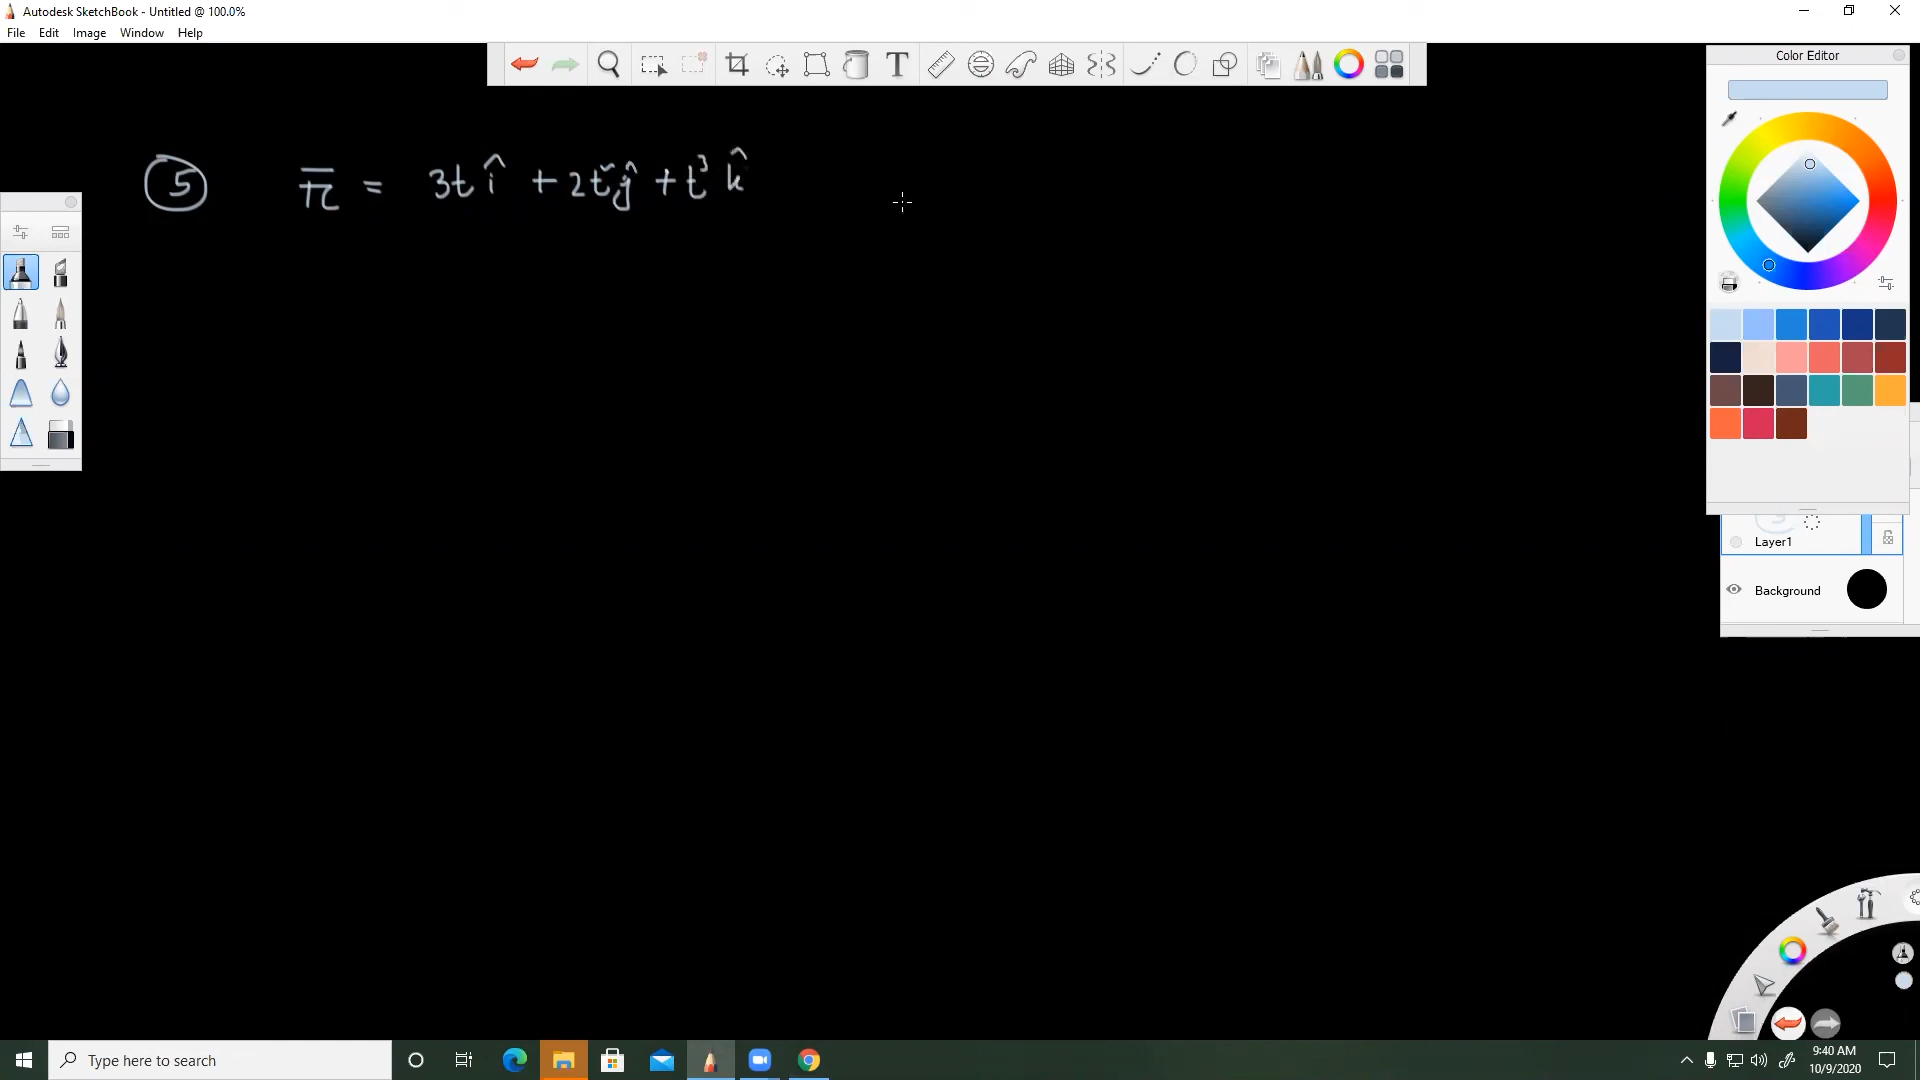 Autodesk SketchBook - Untitled @ 100.0%
File Edit Image Window Help
T
Color Editor
⑤ r̄ = 3t î + 2t² ĵ + t³ k̂
Layer1
Background
Type here to search
9:40 AM
10/9/2020